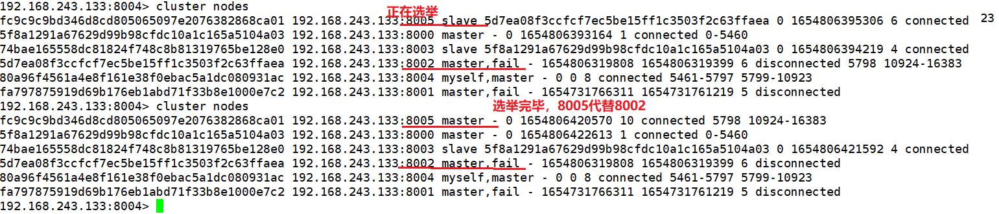 192.168.243.133:8004> cluster nodes
正在选举
fc9c9c9bd346d8cd805065097e2076382868ca01 192.168.243.133:8005 slave 5d7ea08f3ccfcf7ec5be15ff1c3503f2c63ffaea 0 1654806395306 6 connected 23
5f8a1291a67629d99b98cfdc10a1c165a5104a03 192.168.243.133:8000 master - 0 1654806393164 1 connected 0-5460
74bae165558dc81824f748c8b81319765be128e0 192.168.243.133:8003 slave 5f8a1291a67629d99b98cfdc10a1c165a5104a03 0 1654806394219 4 connected
5d7ea08f3ccfcf7ec5be15ff1c3503f2c63ffaea 192.168.243.133:8002 master,fail - 1654806319808 1654806319399 6 disconnected 5798 10924-16383
80a96f4561a4e8f161e38f0ebac5a1dc080931ac 192.168.243.133:8004 myself,master - 0 0 8 connected 5461-5797 5799-10923
fa797875919d69b176eb1abd71f33b8e1000e7c2 192.168.243.133:8001 master,fail - 1654731766311 1654731761219 5 disconnected
192.168.243.133:8004> cluster nodes
选举完毕，8005代替8002
fc9c9c9bd346d8cd805065097e2076382868ca01 192.168.243.133:8005 master - 0 1654806420570 10 connected 5798 10924-16383
5f8a1291a67629d99b98cfdc10a1c165a5104a03 192.168.243.133:8000 master - 0 1654806422613 1 connected 0-5460
74bae165558dc81824f748c8b81319765be128e0 192.168.243.133:8003 slave 5f8a1291a67629d99b98cfdc10a1c165a5104a03 0 1654806421592 4 connected
5d7ea08f3ccfcf7ec5be15ff1c3503f2c63ffaea 192.168.243.133:8002 master,fail - 1654806319808 1654806319399 6 disconnected
80a96f4561a4e8f161e38f0ebac5a1dc080931ac 192.168.243.133:8004 myself,master - 0 0 8 connected 5461-5797 5799-10923
fa797875919d69b176eb1abd71f33b8e1000e7c2 192.168.243.133:8001 master,fail - 1654731766311 1654731761219 5 disconnected
192.168.243.133:8004>